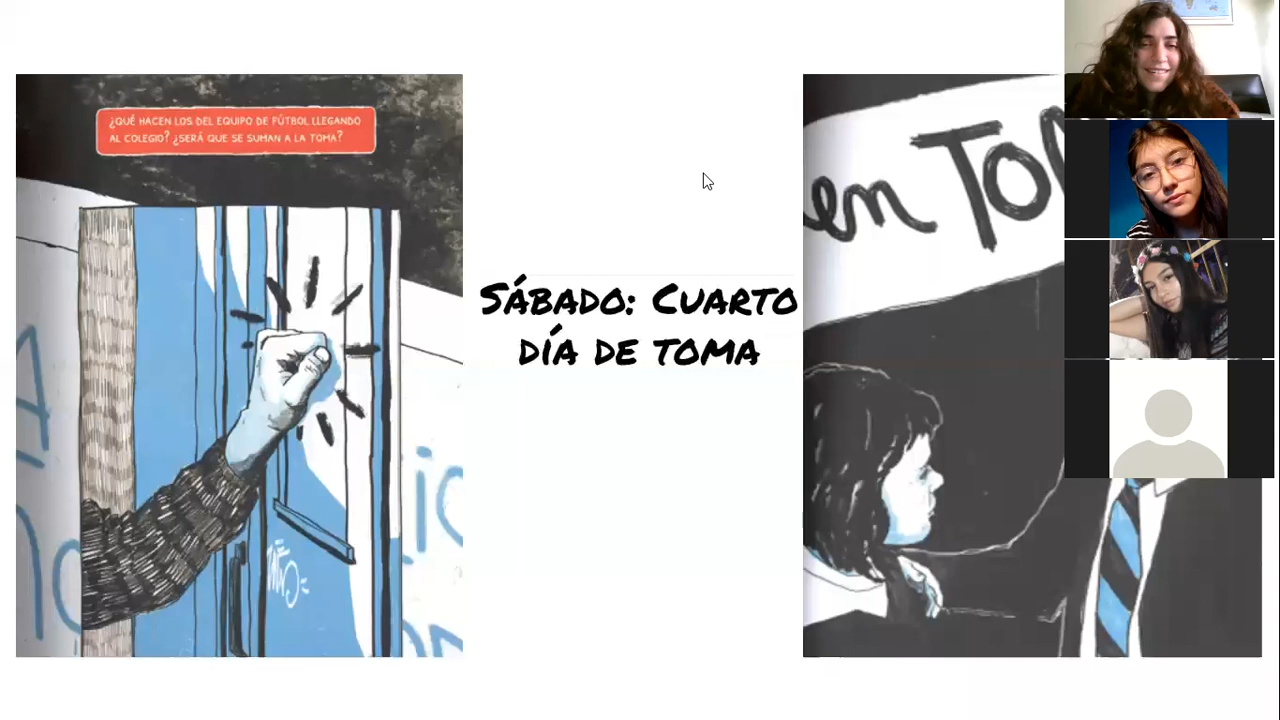 ¿QUÉ HACEN LOS DEL EQUIPO DE FÚTBOL LLEGANDO
AL COLEGIO? ¿SERÁ QUE SE SUMAN A LA TOMA?
SÁBADO: CUARTO
DÍA DE TOMA
en TOM